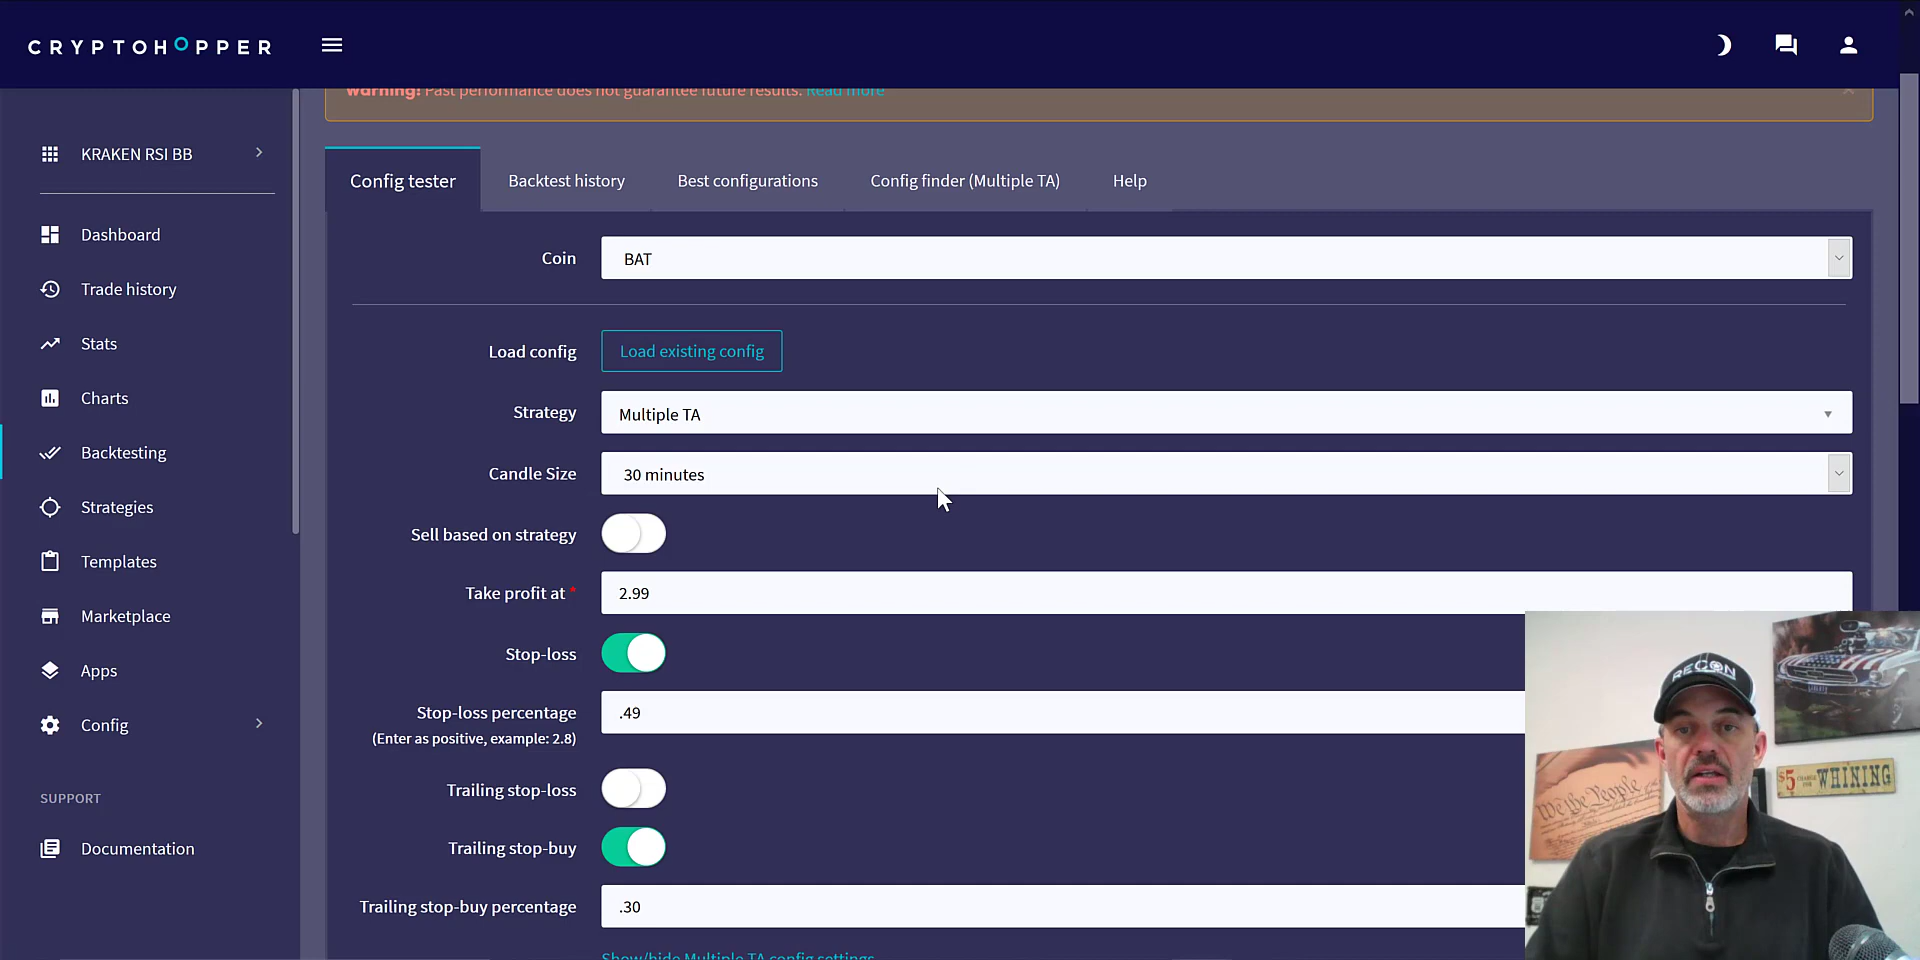 CRYPTOHOPPER
Warning! Past performance does not guarantee future results. Read more
KRAKEN RSI BB
Dashboard
Trade history
Stats
Charts
Backtesting
Strategies
Templates
Marketplace
Apps
Config
SUPPORT
Documentation
Config tester
Backtest history
Best configurations
Config finder (Multiple TA)
Help
Coin
BAT
Load config
Load existing config
Strategy
Multiple TA
Candle Size
30 minutes
Sell based on strategy
Take profit at *
2.99
Stop-loss
Stop-loss percentage
(Enter as positive, example: 2.8)
.49
Trailing stop-loss
Trailing stop-buy
Trailing stop-buy percentage
.30
Show/hide Multiple TA config settings
RECON
We the People
$5 CHARGE FOR WHINING